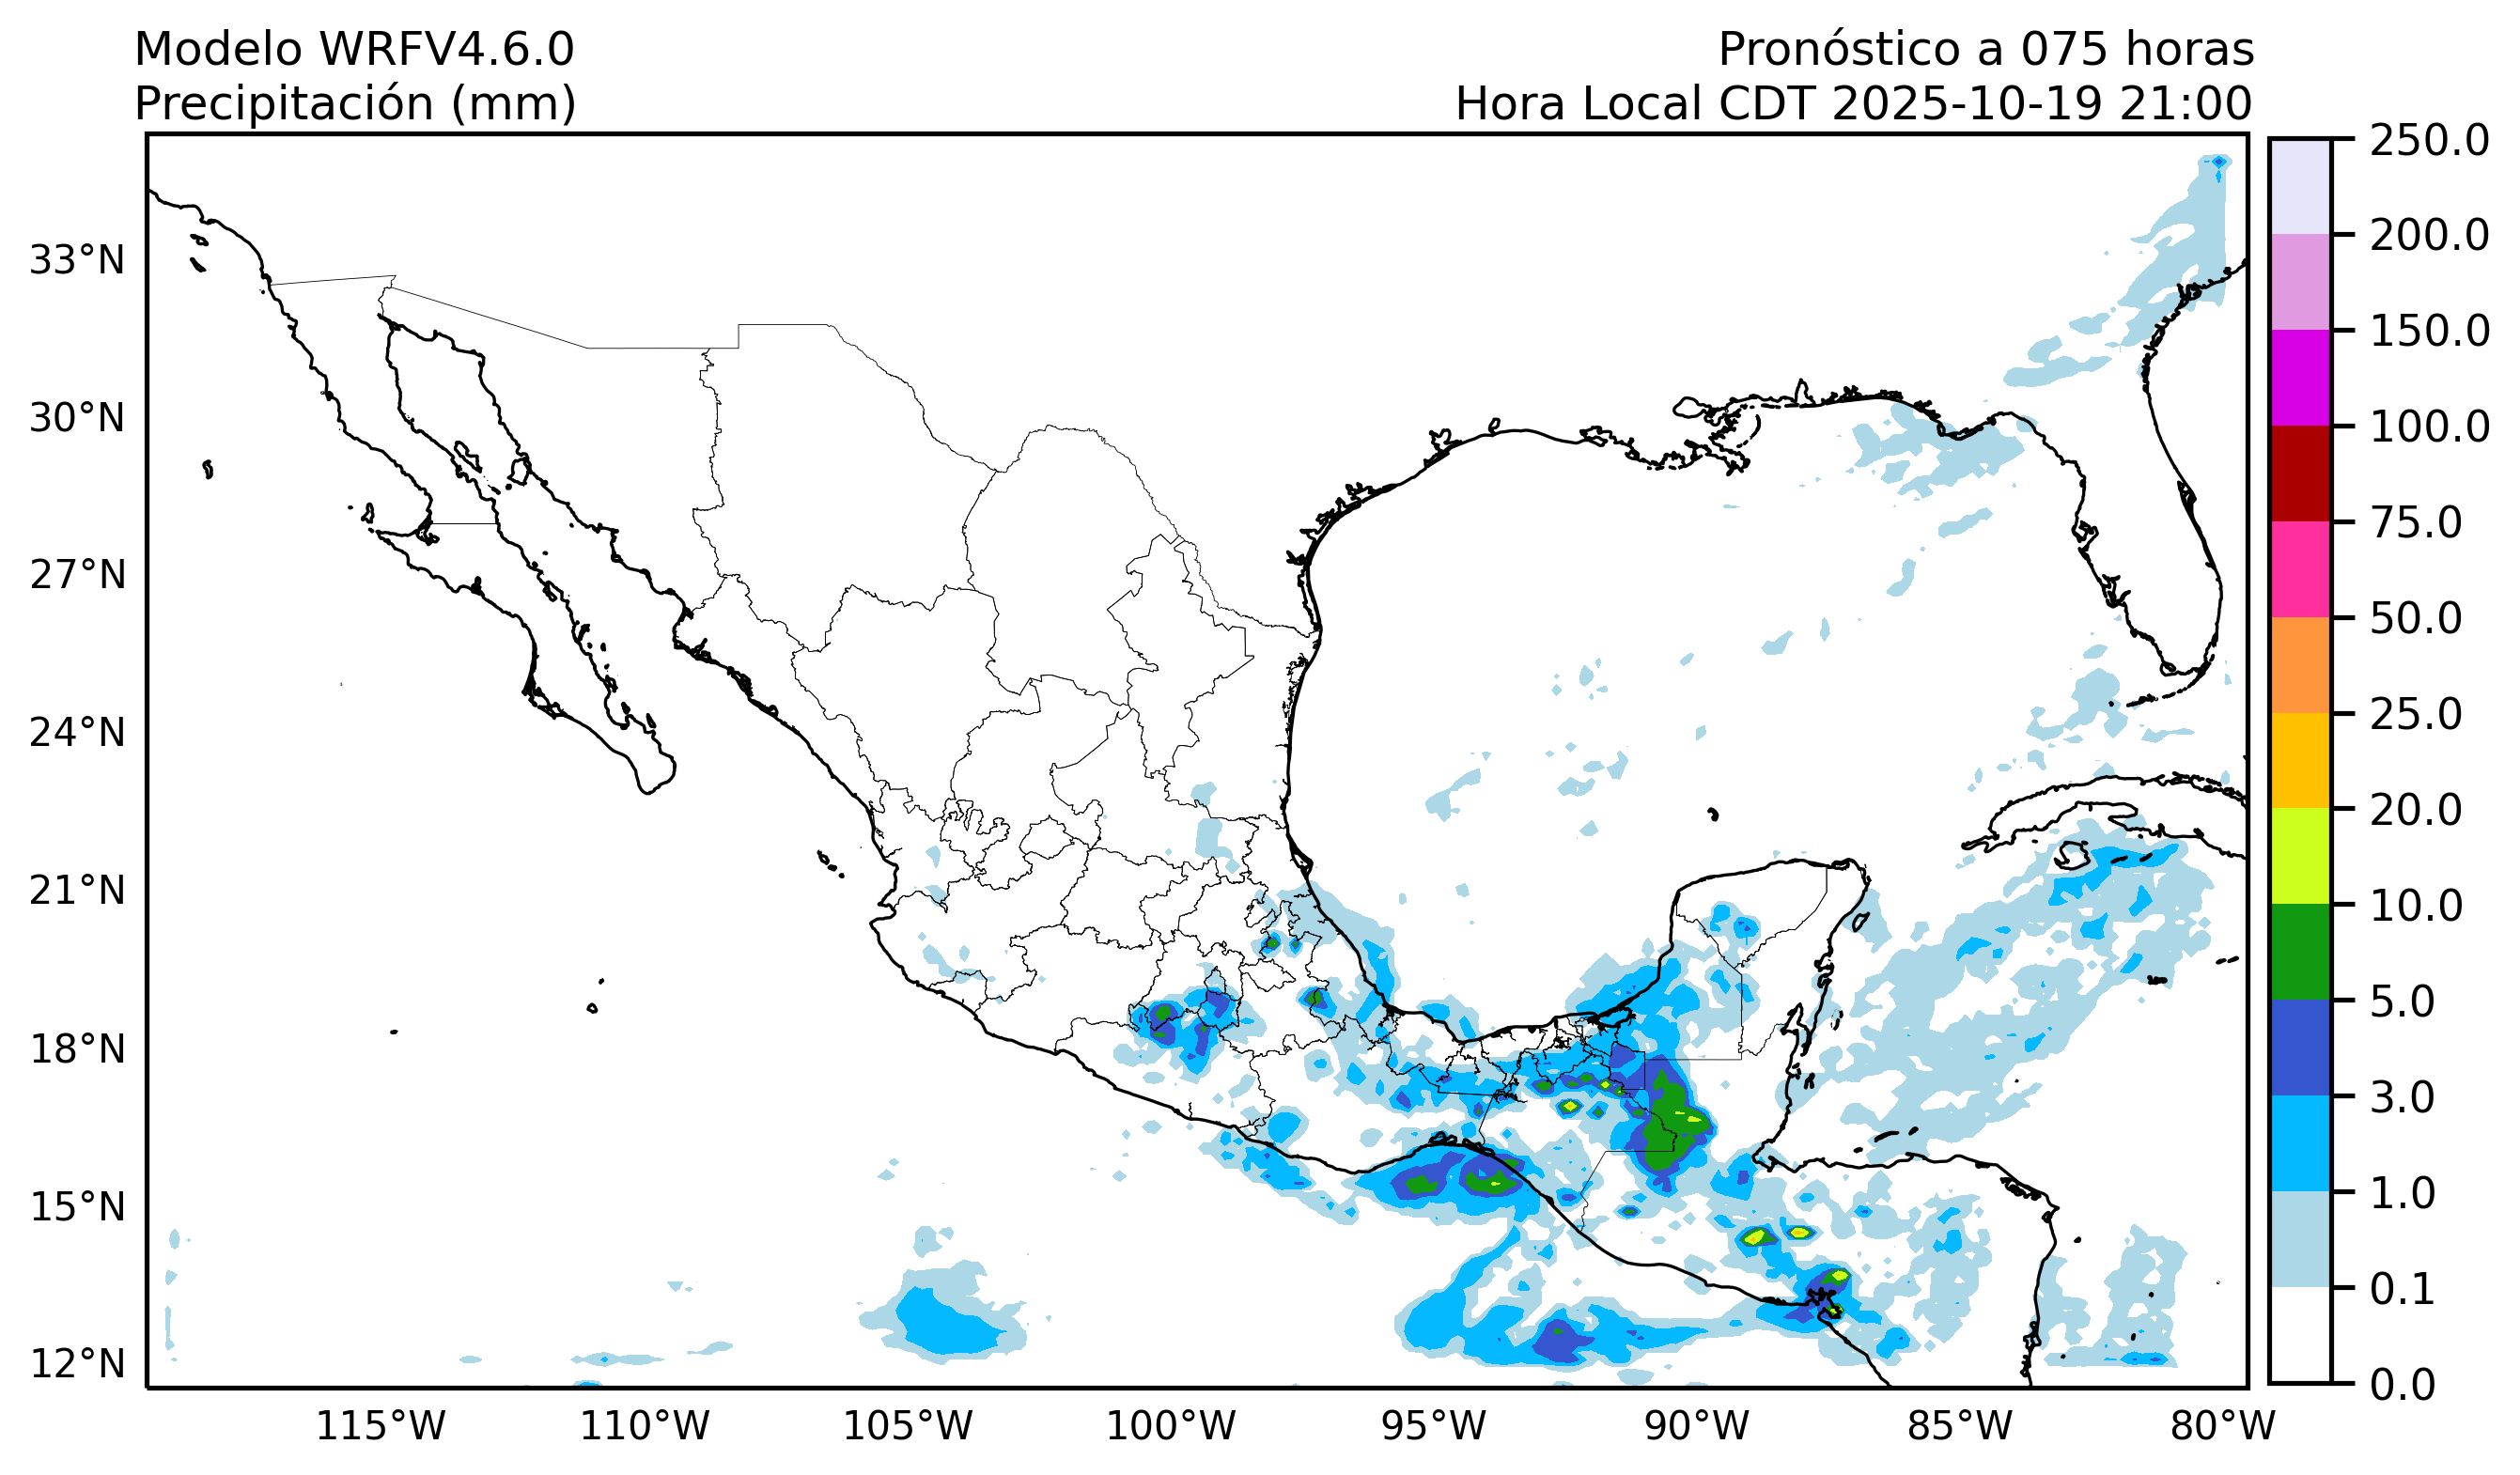 Modelo WRFV4.6.0
Precipitación (mm)
Pronóstico a 075 horas
Hora Local CDT 2025-10-19 21:00
33°N
30°N
27°N
24°N
21°N
18°N
15°N
12°N
115°W
110°W
105°W
100°W
95°W
90°W
85°W
80°W
250.0
200.0
150.0
100.0
75.0
50.0
25.0
20.0
10.0
5.0
3.0
1.0
0.1
0.0